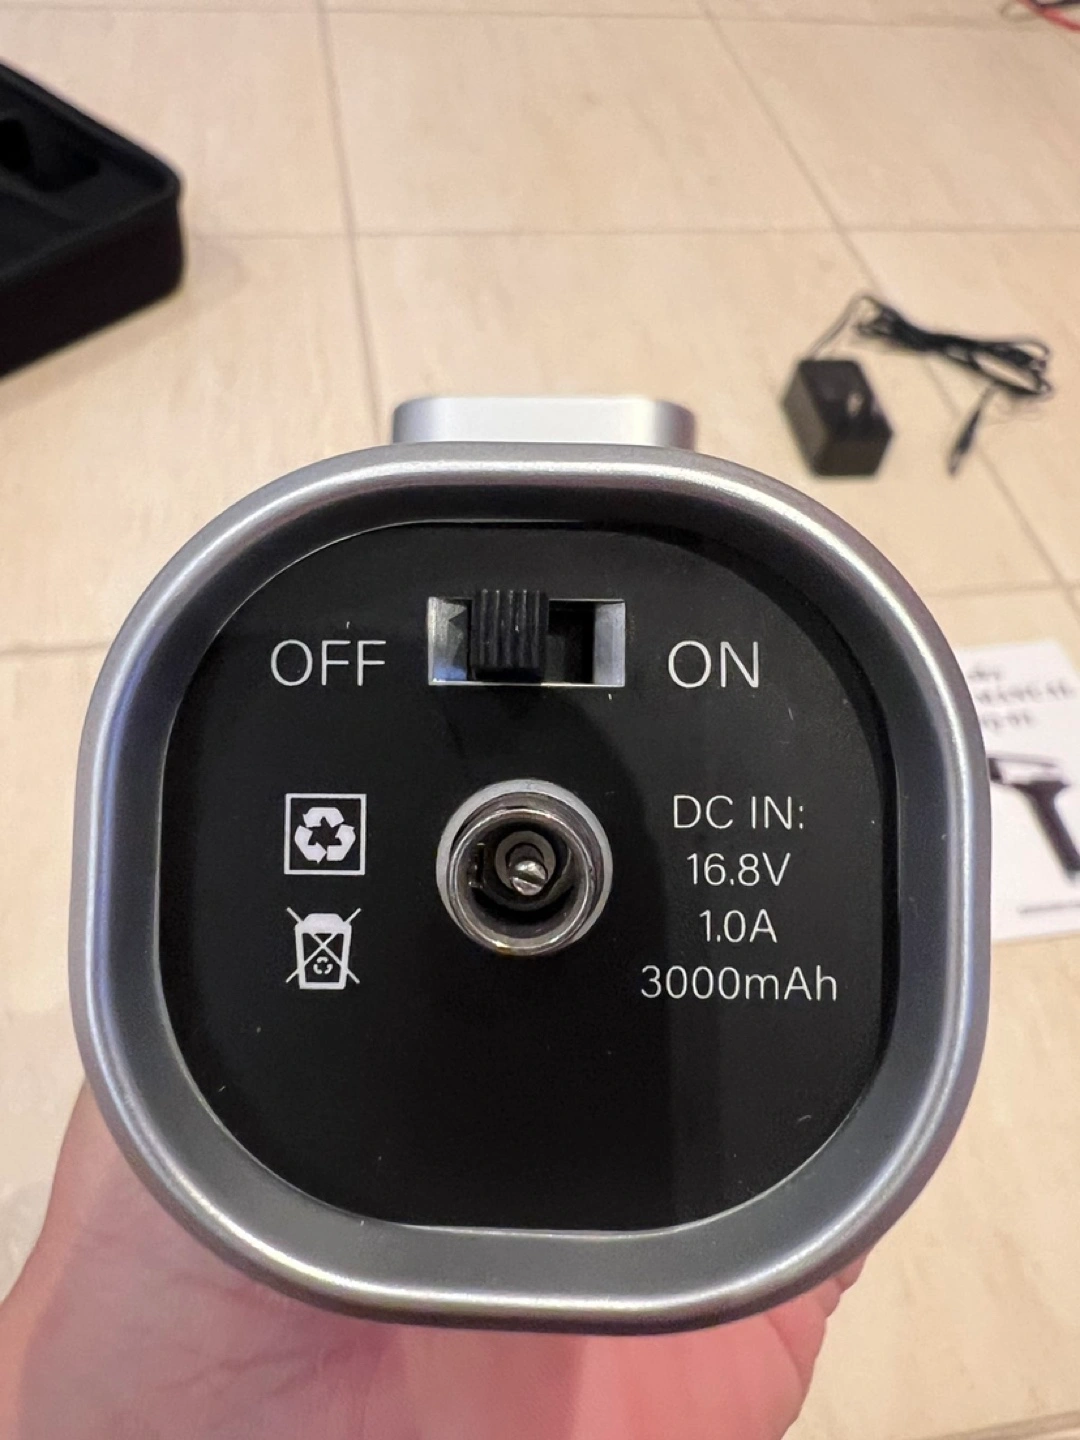 OFF
ON
DC IN:
16.8V
1.0A
3000mAh